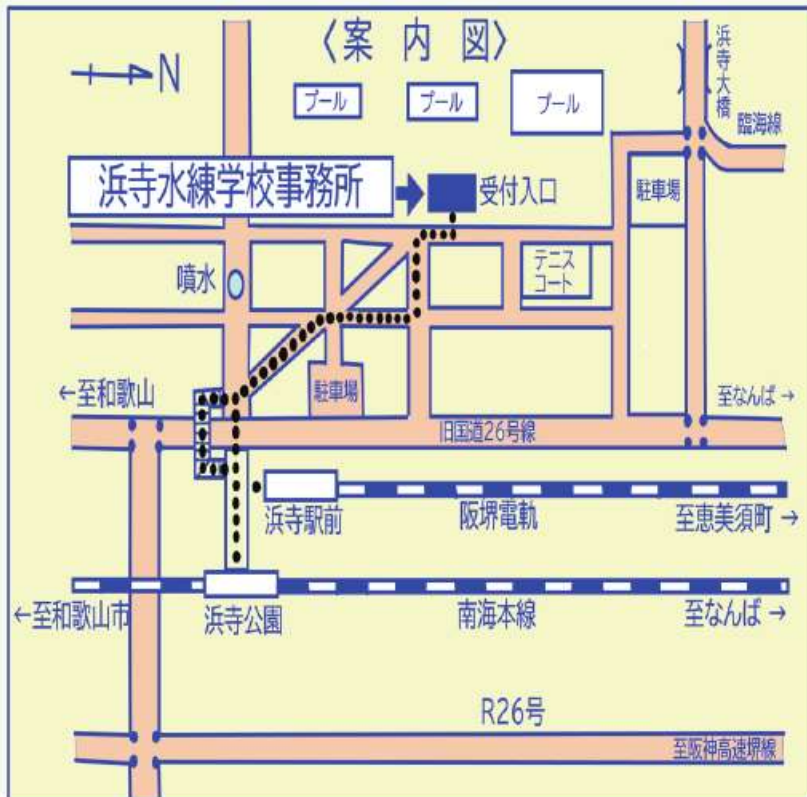 〈案内図〉
N
プール
プール
プール
浜寺大橋
臨海線
浜寺水練学校事務所
受付入口
駐車場
噴水
テニス
コート
←至和歌山
駐車場
至なんば→
旧国道26号線
浜寺駅前
阪堺電軌
至恵美須町→
←至和歌山市
浜寺公園
南海本線
至なんば→
R26号
至阪神高速堺線